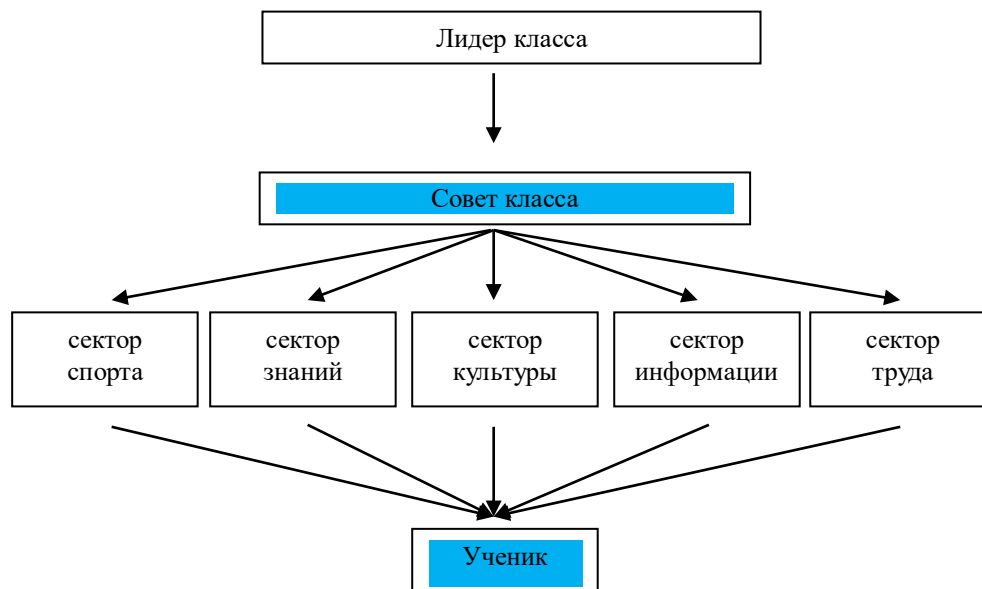 Лидер класса
Совет класса
сектор
спорта
сектор
знаний
сектор
культуры
сектор
информации
сектор
труда
Ученик